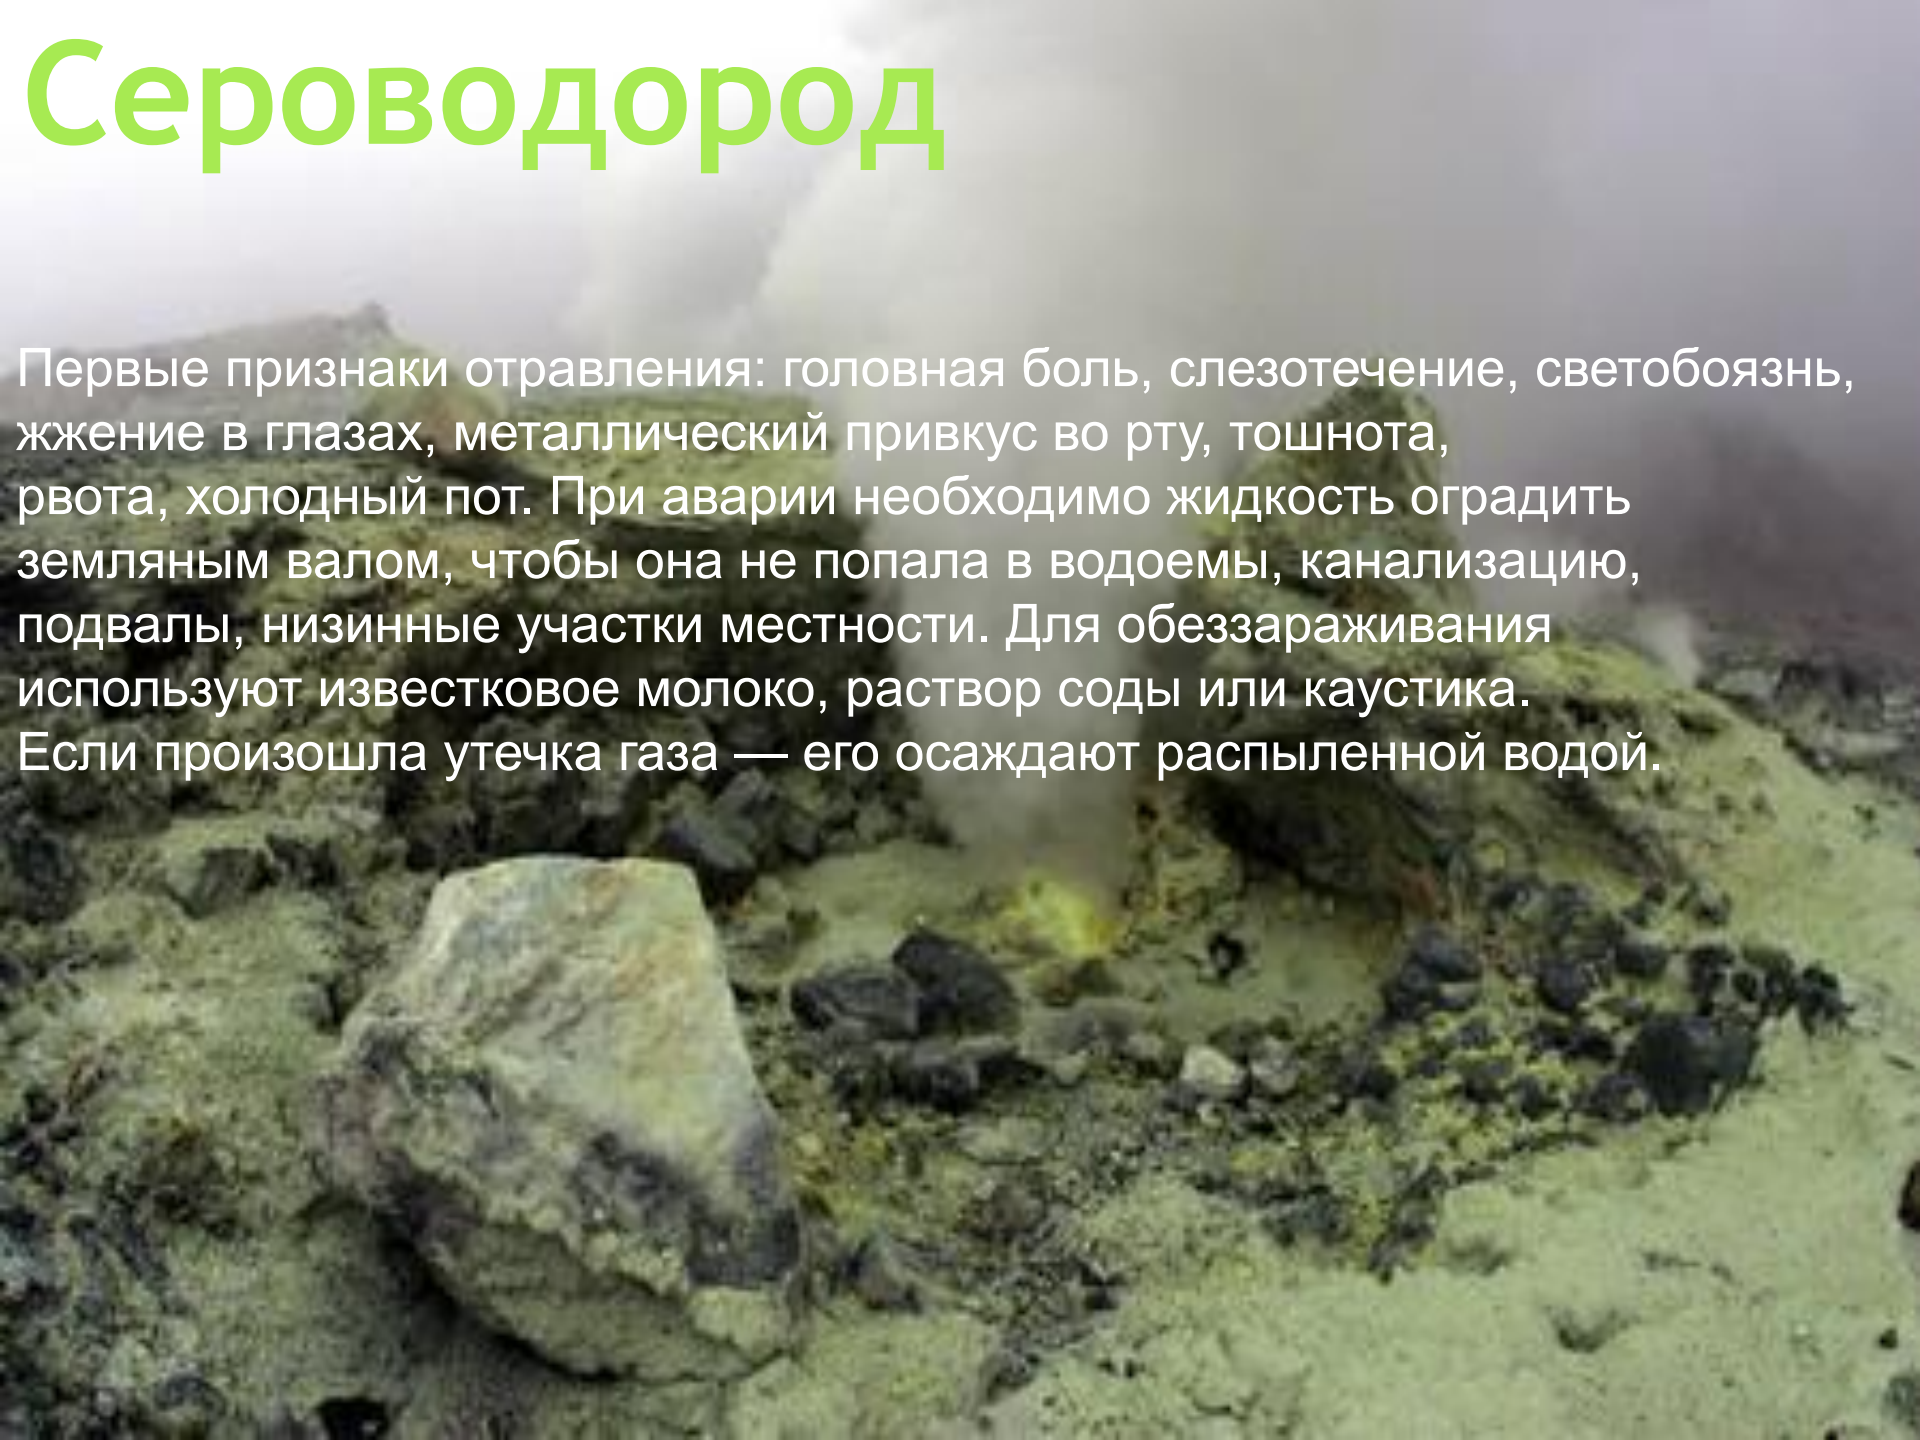 Сероводород
Первые признаки отравления: головная боль, слезотечение, светобоязнь,
жжение в глазах, металлический привкус во рту, тошнота,
рвота, холодный пот. При аварии необходимо жидкость оградить
земляным валом, чтобы она не попала в водоемы, канализацию,
подвалы, низинные участки местности. Для обеззараживания
используют известковое молоко, раствор соды или каустика.
Если произошла утечка газа — его осаждают распыленной водой.